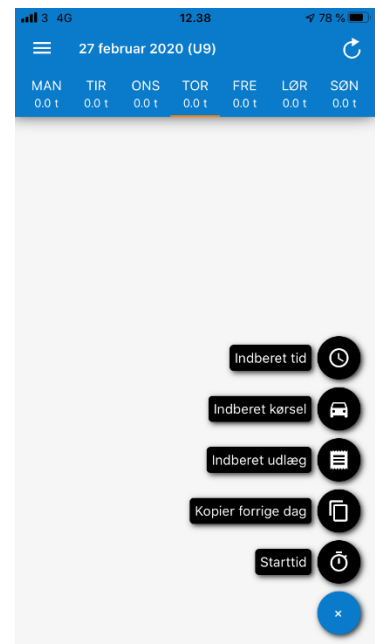 3 4G 12.38 78 %
27 februar 2020 (U9)
MAN TIR ONS TOR FRE LØR SØN
0.0 t 0.0 t 0.0 t 0.0 t 0.0 t 0.0 t 0.0 t
Indberet tid
Indberet kørsel
Indberet udlæg
Kopier forrige dag
Starttid